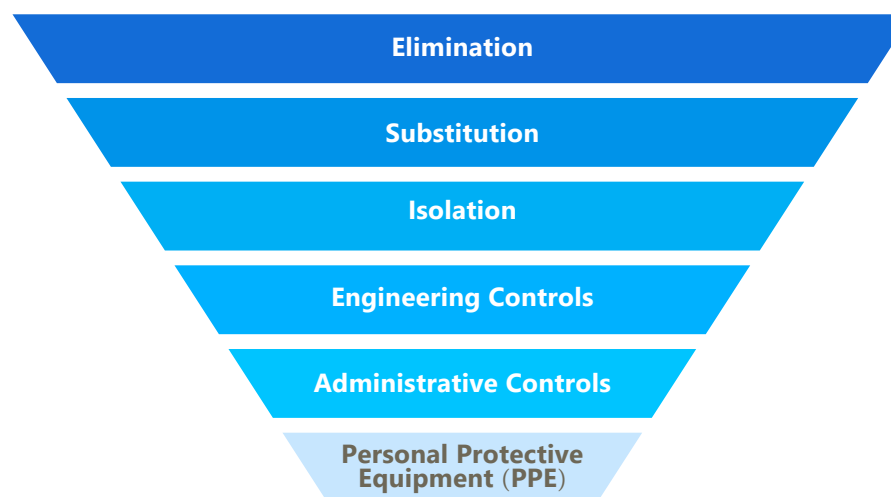 Elimination
Substitution
Isolation
Engineering Controls
Administrative Controls
Personal Protective
Equipment (PPE)